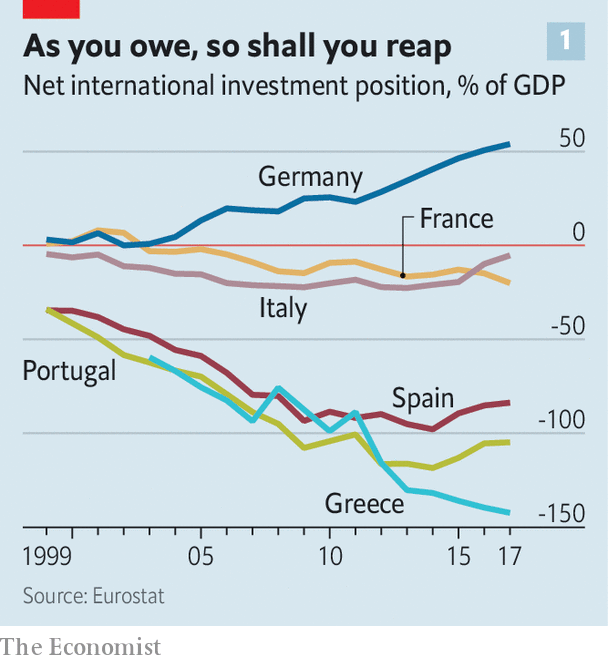 As you owe, so shall you reap
1
Net international investment position, % of GDP
50
Germany
France
0
Italy
-50
Portugal
Spain
-100
Greece
-150
1999 05 10 15 17
Source: Eurostat
The Economist